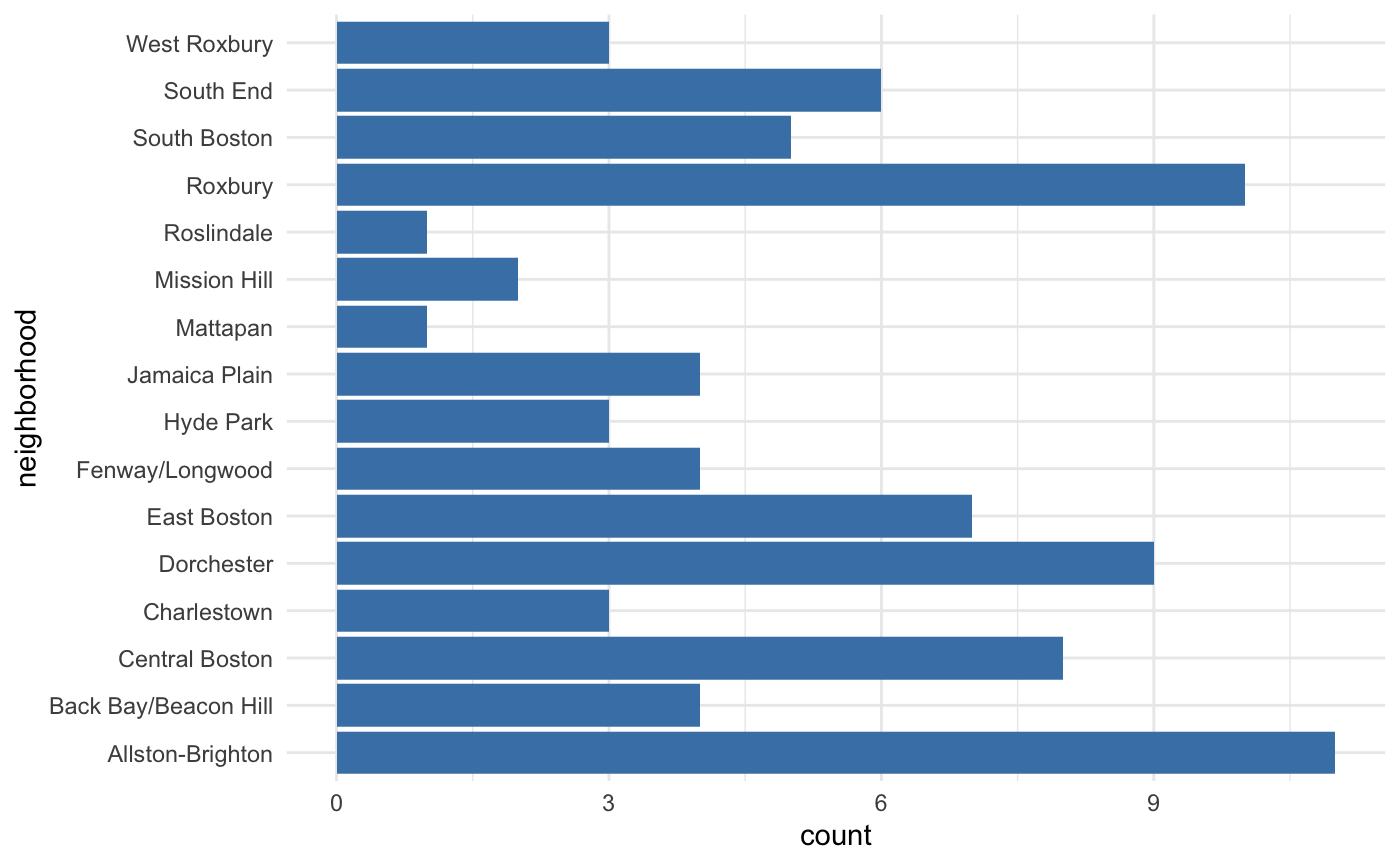 West Roxbury
South End
South Boston
Roxbury
Roslindale
Mission Hill
Mattapan
Jamaica Plain
Hyde Park
Fenway/Longwood
East Boston
Dorchester
Charlestown
Central Boston
Back Bay/Beacon Hill
Allston-Brighton
neighborhood
0 3 6 9
count